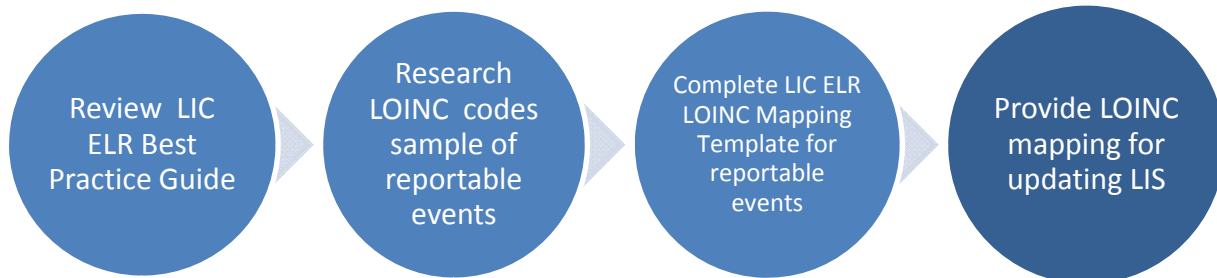 Review LIC
ELR Best
Practice Guide
Research
LOINC codes
sample of
reportable
events
Complete LIC ELR
LOINC Mapping
Template for
reportable
events
Provide LOINC
mapping for
updating LIS